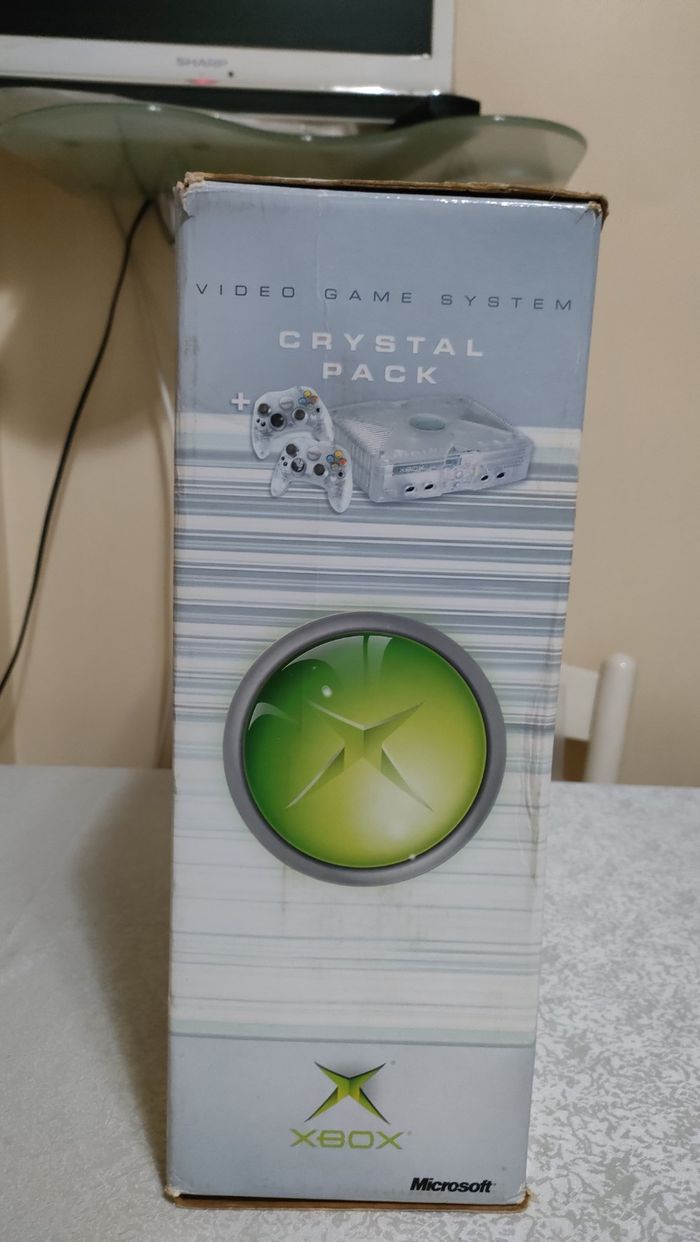 SHARP
VIDEO GAME SYSTEM
CRYSTAL
PACK
+
XBOX
XBOX
Microsoft